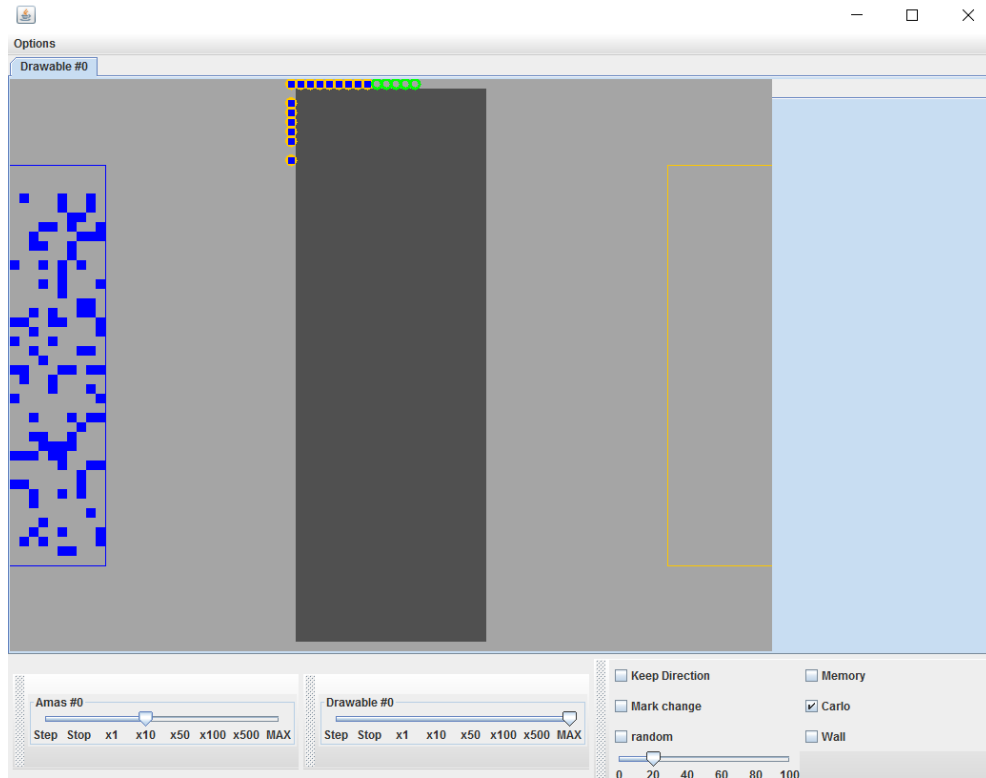 Options
Drawable #0
Keep Direction
Memory
Amas #0
Drawable #0
Mark change
Carlo
Step Stop x1 x10 x50 x100 x500 MAX
Step Stop x1 x10 x50 x100 x500 MAX
random
Wall
0 20 40 60 80 100